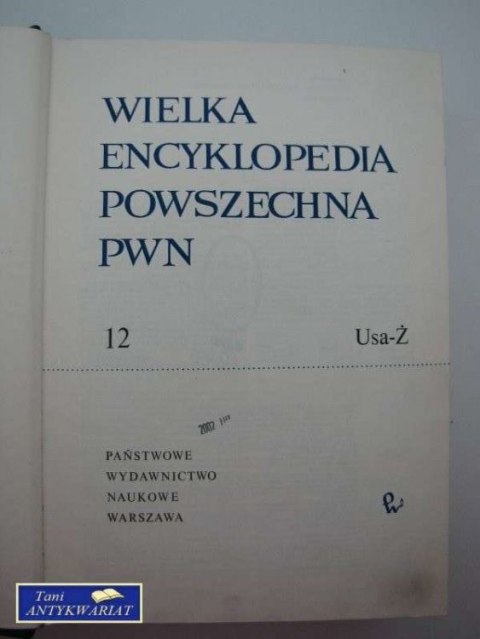 WIELKA
ENCYKLOPEDIA
POWSZECHNA
PWN
12 Usa-Ż
2002
PAŃSTWOWE
WYDAWNICTWO
NAUKOWE
WARSZAWA
Tani
ANTYKWARIAT